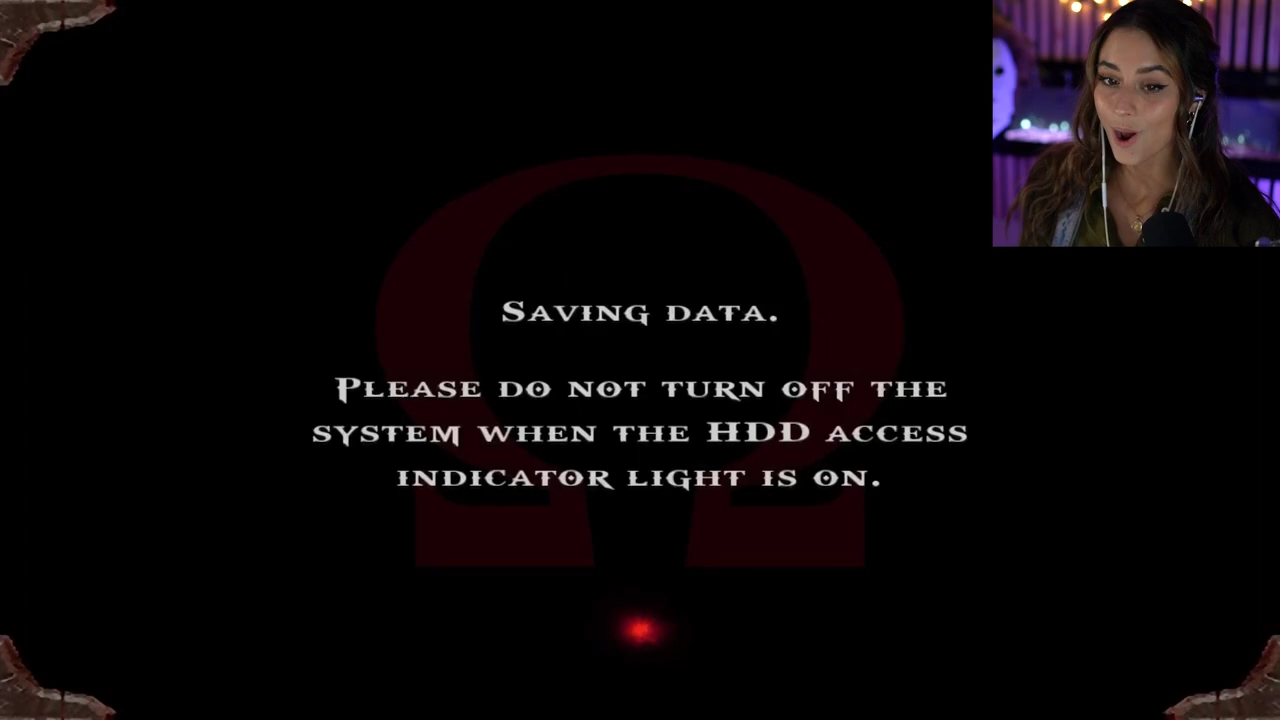 Saving data.
Please do not turn off the
system when the HDD access
indicator light is on.